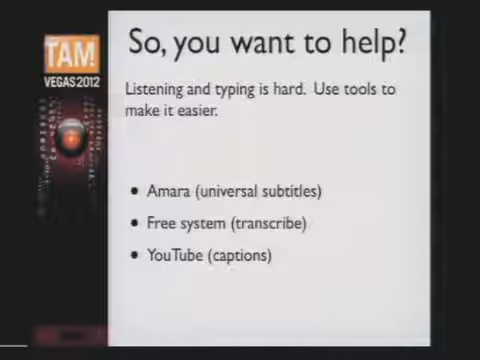 TAM!
VEGAS 2012
So, you want to help?
Listening and typing is hard. Use tools to
make it easier.
• Amara (universal subtitles)
• Free system (transcribe)
• YouTube (captions)